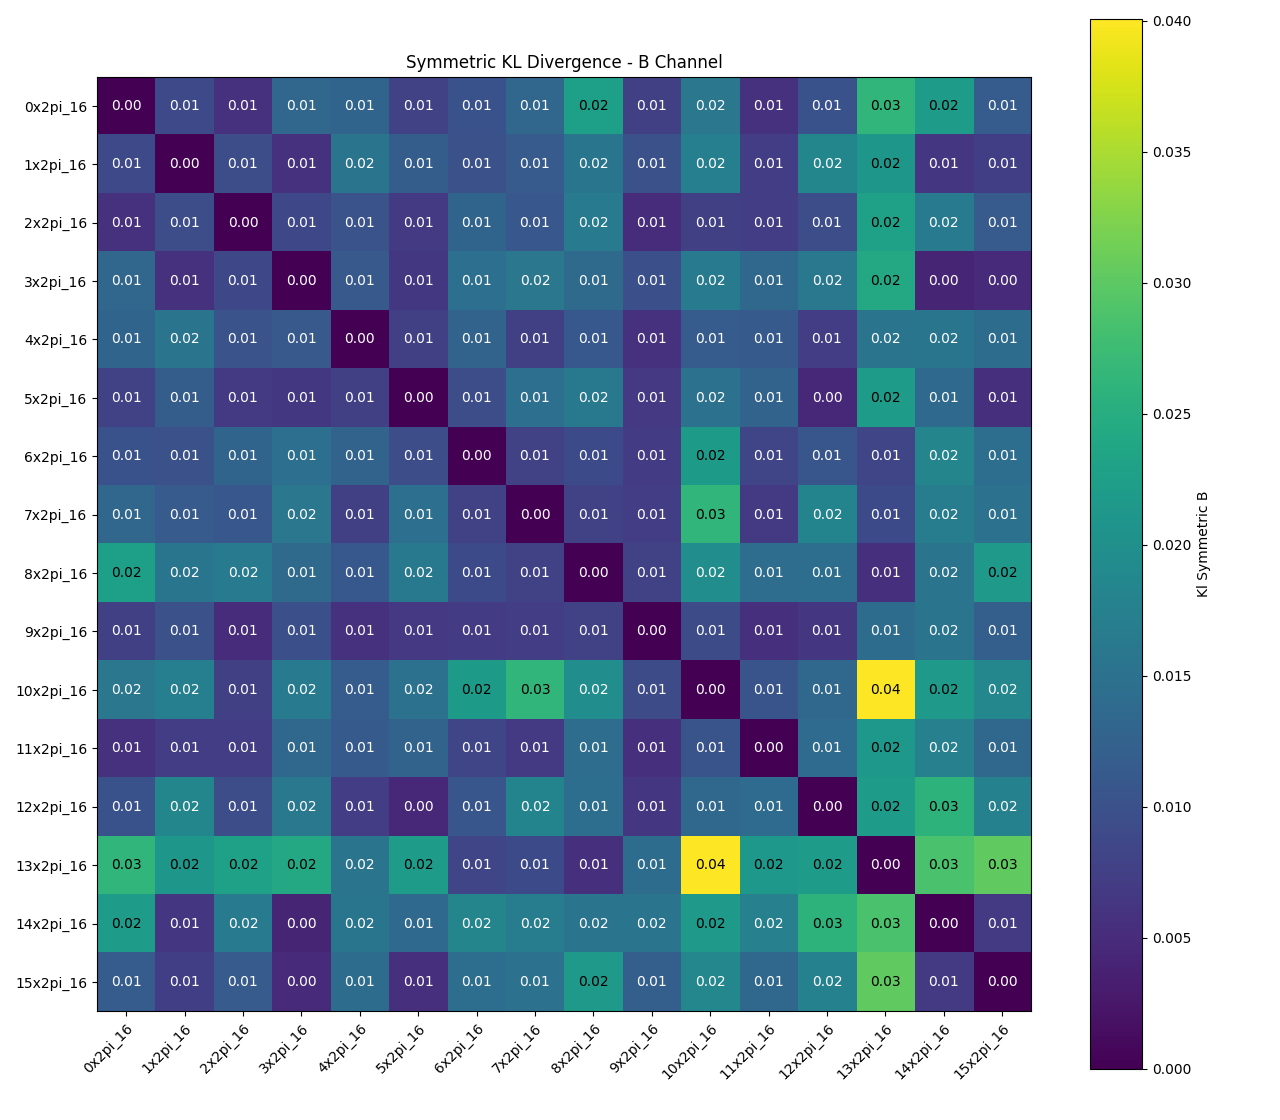 Symmetric KL Divergence - B Channel
0x2pi_16 0.00 0.01 0.01 0.01 0.01 0.01 0.01 0.01 0.02 0.01 0.02 0.01 0.01 0.03 0.02 0.01
1x2pi_16 0.01 0.00 0.01 0.01 0.02 0.01 0.01 0.01 0.02 0.01 0.02 0.01 0.02 0.02 0.01 0.01
2x2pi_16 0.01 0.01 0.00 0.01 0.01 0.01 0.01 0.01 0.02 0.01 0.01 0.01 0.01 0.02 0.02 0.01
3x2pi_16 0.01 0.01 0.01 0.00 0.01 0.01 0.01 0.02 0.01 0.01 0.02 0.01 0.02 0.02 0.00 0.00
4x2pi_16 0.01 0.02 0.01 0.01 0.00 0.01 0.01 0.01 0.01 0.01 0.01 0.01 0.01 0.02 0.02 0.01
5x2pi_16 0.01 0.01 0.01 0.01 0.01 0.00 0.01 0.01 0.02 0.01 0.02 0.01 0.00 0.02 0.01 0.01
6x2pi_16 0.01 0.01 0.01 0.01 0.01 0.01 0.00 0.01 0.01 0.01 0.02 0.01 0.01 0.01 0.02 0.01
7x2pi_16 0.01 0.01 0.01 0.02 0.01 0.01 0.01 0.00 0.01 0.01 0.03 0.01 0.02 0.01 0.02 0.01
8x2pi_16 0.02 0.02 0.02 0.01 0.01 0.02 0.01 0.01 0.00 0.01 0.02 0.01 0.01 0.01 0.02 0.02
9x2pi_16 0.01 0.01 0.01 0.01 0.01 0.01 0.01 0.01 0.01 0.00 0.01 0.01 0.01 0.01 0.02 0.01
10x2pi_16 0.02 0.02 0.01 0.02 0.01 0.02 0.02 0.03 0.02 0.01 0.00 0.01 0.01 0.04 0.02 0.02
11x2pi_16 0.01 0.01 0.01 0.01 0.01 0.01 0.01 0.01 0.01 0.01 0.01 0.00 0.01 0.02 0.02 0.01
12x2pi_16 0.01 0.02 0.01 0.02 0.01 0.00 0.01 0.02 0.01 0.01 0.01 0.01 0.00 0.02 0.03 0.02
13x2pi_16 0.03 0.02 0.02 0.02 0.02 0.02 0.01 0.01 0.01 0.01 0.04 0.02 0.02 0.00 0.03 0.03
14x2pi_16 0.02 0.01 0.02 0.00 0.02 0.01 0.02 0.02 0.02 0.02 0.02 0.02 0.03 0.03 0.00 0.01
15x2pi_16 0.01 0.01 0.01 0.00 0.01 0.01 0.01 0.01 0.02 0.01 0.02 0.01 0.02 0.03 0.01 0.00
0x2pi_16 1x2pi_16 2x2pi_16 3x2pi_16 4x2pi_16 5x2pi_16 6x2pi_16 7x2pi_16 8x2pi_16 9x2pi_16 10x2pi_16 11x2pi_16 12x2pi_16 13x2pi_16 14x2pi_16 15x2pi_16
0.040
0.035
0.030
0.025
0.020
0.015
0.010
0.005
0.000
Kl Symmetric B